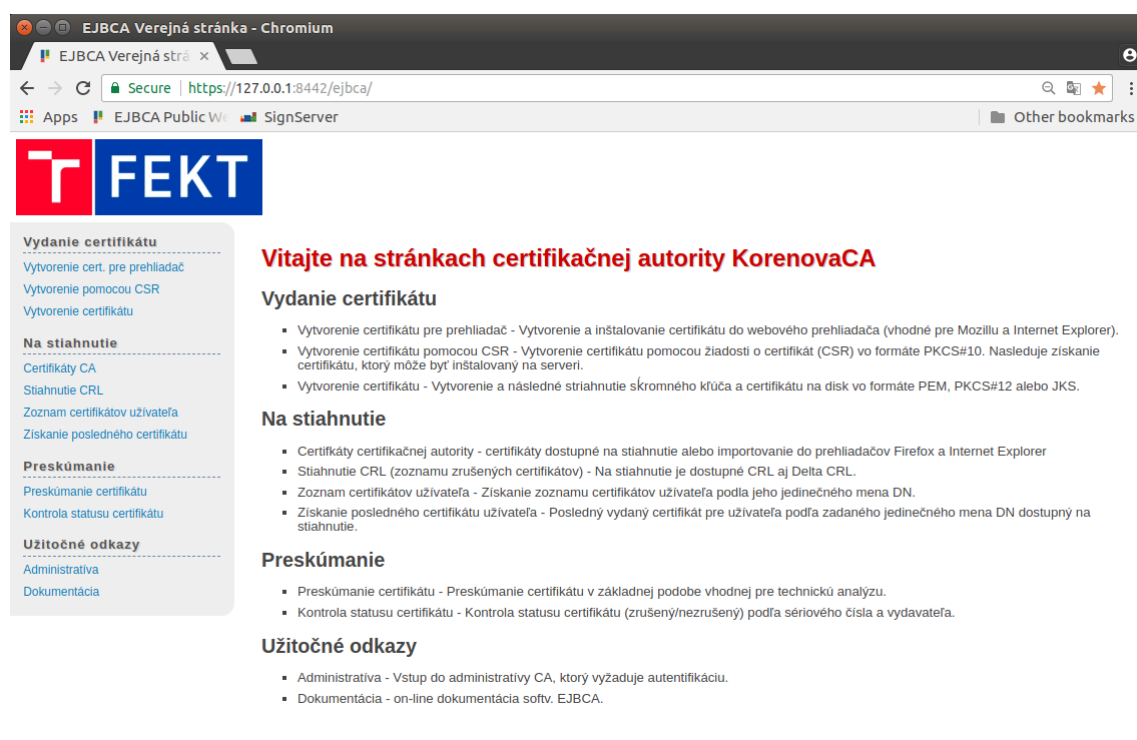 EJBCA Verejná stránka - Chromium
EJBCA Verejná strá
Secure | https://127.0.0.1:8442/ejbca/
Apps EJBCA Public We SignServer Other bookmarks
FEKT
Vydanie certifikátu
Vytvorenie cert. pre prehliadač
Vytvorenie pomocou CSR
Vytvorenie certifikátu
Na stiahnutie
Certifikáty CA
Stiahnutie CRL
Zoznam certifikátov užívateľa
Získanie posledného certifikátu
Preskúmanie
Preskúmanie certifikátu
Kontrola statusu certifikátu
Užitočné odkazy
Administratíva
Dokumentácia
Vitajte na stránkach certifikačnej autority KorenovaCA
Vydanie certifikátu
Vytvorenie certifikátu pre prehliadač - Vytvorenie a inštalovanie certifikátu do webového prehliadača (vhodné pre Mozillu a Internet Explorer).
Vytvorenie certifikátu pomocou CSR - Vytvorenie certifikátu pomocou žiadosti o certifikát (CSR) vo formáte PKCS#10. Nasleduje získanie
certifikátu, ktorý môže byť inštalovaný na serveri.
Vytvorenie certifikátu - Vytvorenie a následné striahnutie skromného kľúča a certifikátu na disk vo formáte PEM, PKCS#12 alebo JKS.
Na stiahnutie
Certifkáty certifikačnej autority - certifikáty dostupné na stiahnutie alebo importovanie do prehliadačov Firefox a Internet Explorer
Stiahnutie CRL (zoznamu zrušených certifikátov) - Na stiahnutie je dostupné CRL aj Delta CRL.
Zoznam certifikátov užívateľa - Získanie zoznamu certifikátov užívateľa podla jeho jedinečného mena DN.
Získanie posledného certifikátu užívateľa - Posledný vydaný certifikát pre užívateľa podľa zadaného jedinečného mena DN dostupný na
stiahnutie.
Preskúmanie
Preskúmanie certifikátu - Preskúmanie certifikátu v základnej podobe vhodnej pre technickú analýzu.
Kontrola statusu certifikátu - Kontrola statusu certifikátu (zrušený/nezrušený) podľa sériového čísla a vydavateľa.
Užitočné odkazy
Administratíva - Vstup do administratívy CA, ktorý vyžaduje autentifikáciu.
Dokumentácia - on-line dokumentácia softv. EJBCA.